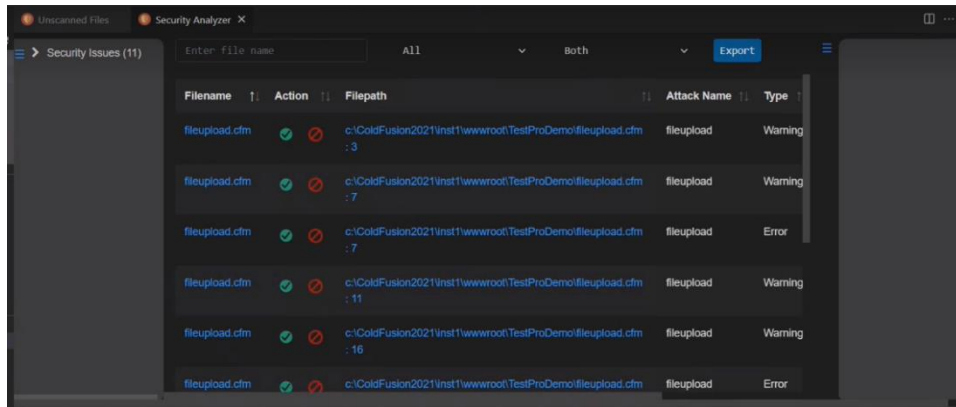 Unscanned Files Security Analyzer ×
Security Issues (11) Enter file name All Both Export
Filename Action Filepath Attack Name Type
fileupload.cfm c:\ColdFusion2021\inst1\wwwroot\TestProDemo\fileupload.cfm fileupload Warning
: 3
fileupload.cfm c:\ColdFusion2021\inst1\wwwroot\TestProDemo\fileupload.cfm fileupload Warning
: 7
fileupload.cfm c:\ColdFusion2021\inst1\wwwroot\TestProDemo\fileupload.cfm fileupload Error
: 7
fileupload.cfm c:\ColdFusion2021\inst1\wwwroot\TestProDemo\fileupload.cfm fileupload Warning
: 11
fileupload.cfm c:\ColdFusion2021\inst1\wwwroot\TestProDemo\fileupload.cfm fileupload Warning
: 16
fileupload.cfm c:\ColdFusion2021\inst1\wwwroot\TestProDemo\fileupload.cfm fileupload Error